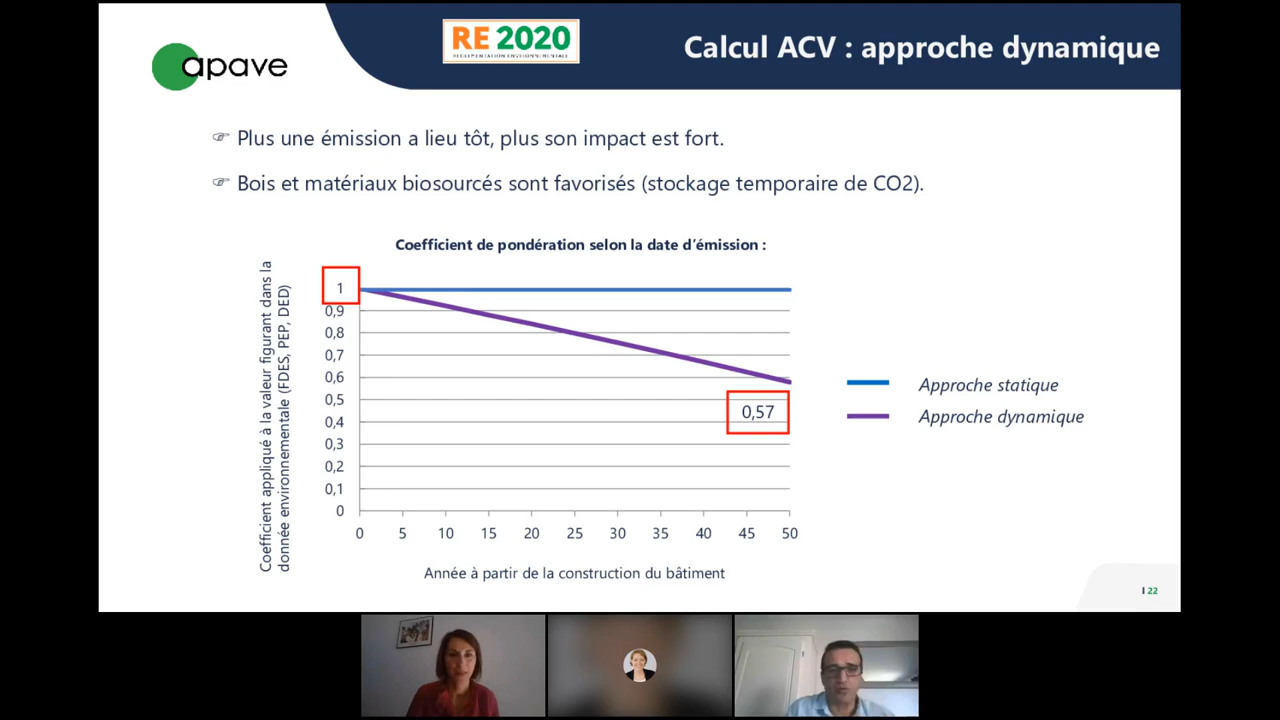 apave
RE 2020
RÉGLEMENTATION ENVIRONNEMENTALE
Calcul ACV : approche dynamique
☞ Plus une émission a lieu tôt, plus son impact est fort.
☞ Bois et matériaux biosourcés sont favorisés (stockage temporaire de CO2).
Coefficient de pondération selon la date d'émission :
Coefficient appliqué à la valeur figurant dans la
donnée environnementale (FDES, PEP, DED)
1
0,9
0,8
0,7
0,6
0,5
0,4
0,3
0,2
0,1
0
0,57
0 5 10 15 20 25 30 35 40 45 50
Année à partir de la construction du bâtiment
Approche statique
Approche dynamique
I 22